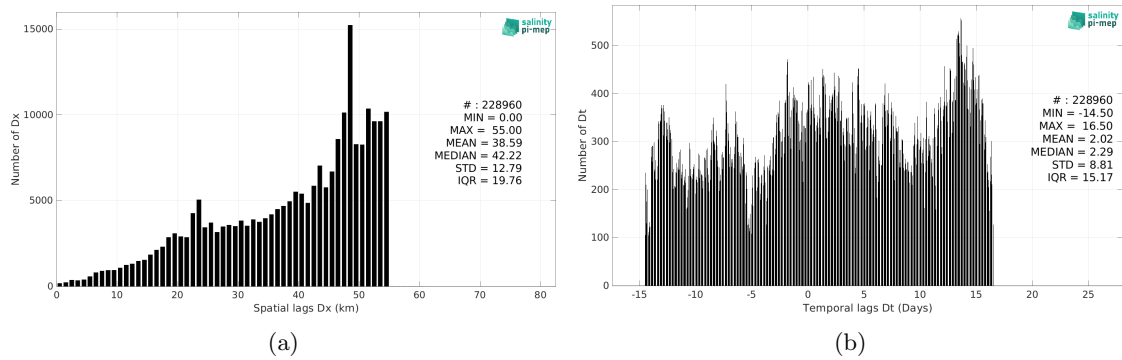 15000
10000
5000
0
Number of Dx
0
10
20
30
40
50
60
70
80
Spatial lags Dx (km)
salinity
pi-mep
# : 228960
MIN = 0.00
MAX = 55.00
MEAN = 38.59
MEDIAN = 42.22
STD = 12.79
IQR = 19.76
(a)
500
400
300
200
100
0
Number of Dt
-15
-10
-5
0
5
10
15
20
25
Temporal lags Dt (Days)
salinity
pi-mep
# : 228960
MIN = -14.50
MAX = 16.50
MEAN = 2.02
MEDIAN = 2.29
STD = 8.81
IQR = 15.17
(b)